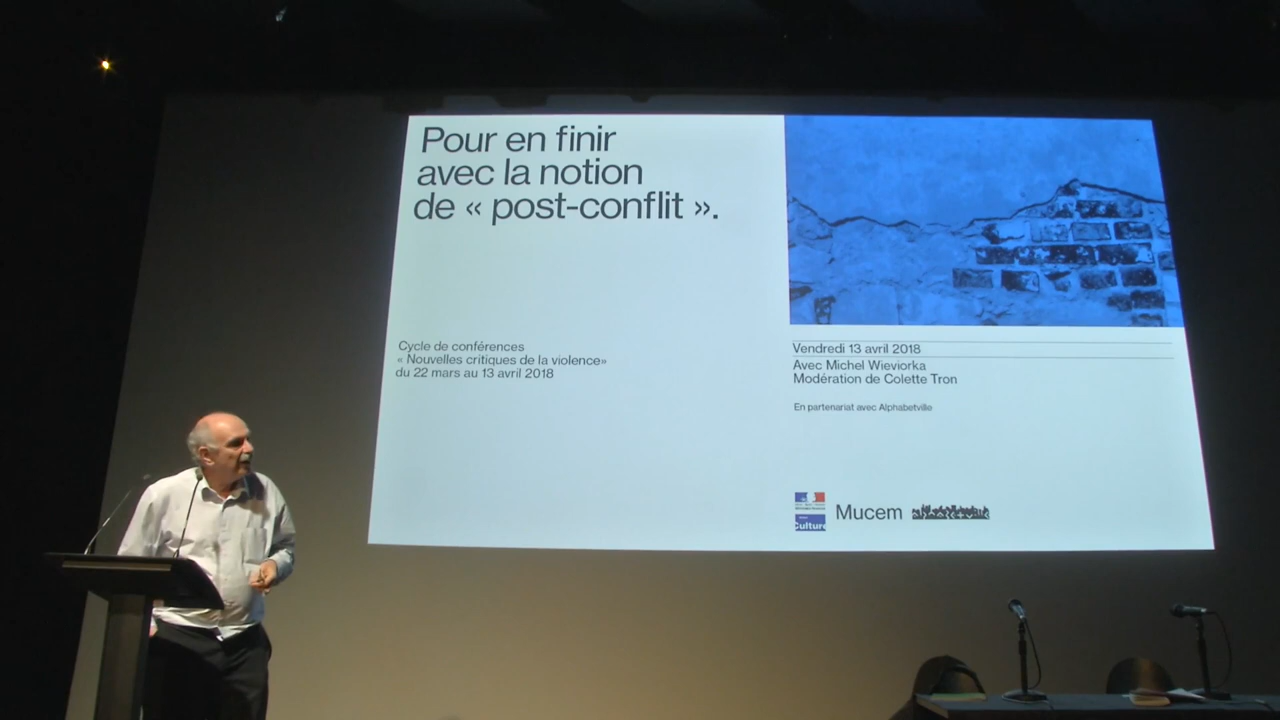 Pour en finir
avec la notion
de « post-conflit ».
Cycle de conférences
« Nouvelles critiques de la violence»
du 22 mars au 13 avril 2018
Vendredi 13 avril 2018
Avec Michel Wieviorka
Modération de Colette Tron
En partenariat avec Alphabetville
Culture
Mucem